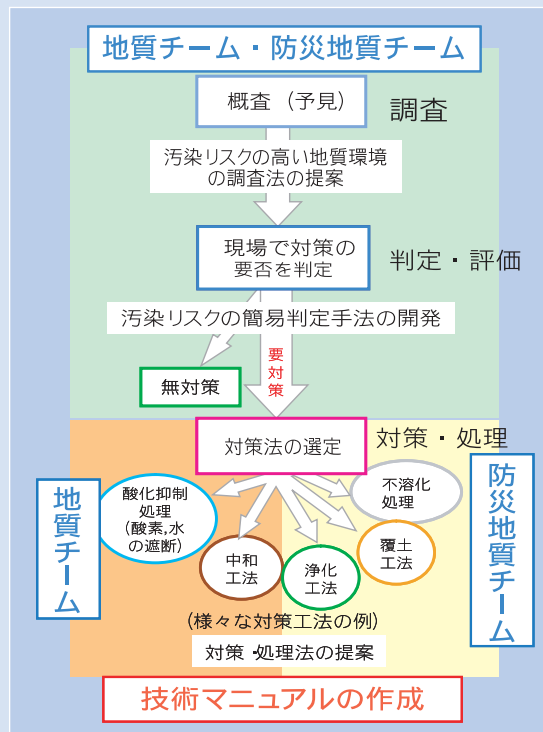 地質チーム・防災地質チーム
概査（予見）
調査
汚染リスクの高い地質環境
の調査法の提案
現場で対策の
要否を判定
判定・評価
汚染リスクの簡易判定手法の開発
要対策
無対策
対策法の選定
対策・処理
地質チーム
酸化抑制
処理
(酸素,水
の遮断)
中和
工法
浄化
工法
覆土
工法
不溶化
処理
防災地質チーム
(様々な対策工法の例)
対策・処理法の提案
技術マニュアルの作成